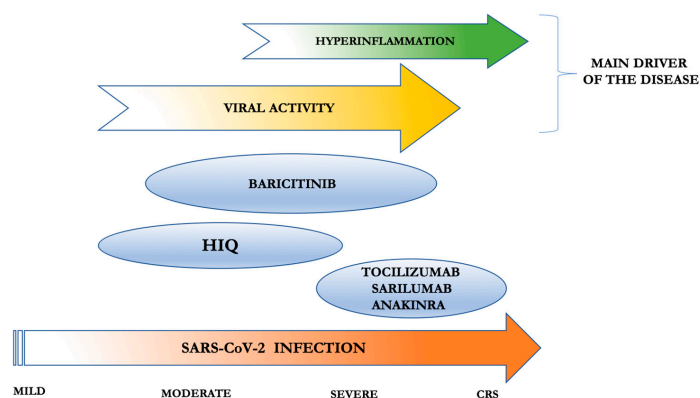 HYPERINFLAMMATION
MAIN DRIVER
OF THE DISEASE
VIRAL ACTIVITY
BARICITINIB
HIQ
TOCILIZUMAB
SARILUMAB
ANAKINRA
SARS-CoV-2 INFECTION
MILD MODERATE SEVERE CRS